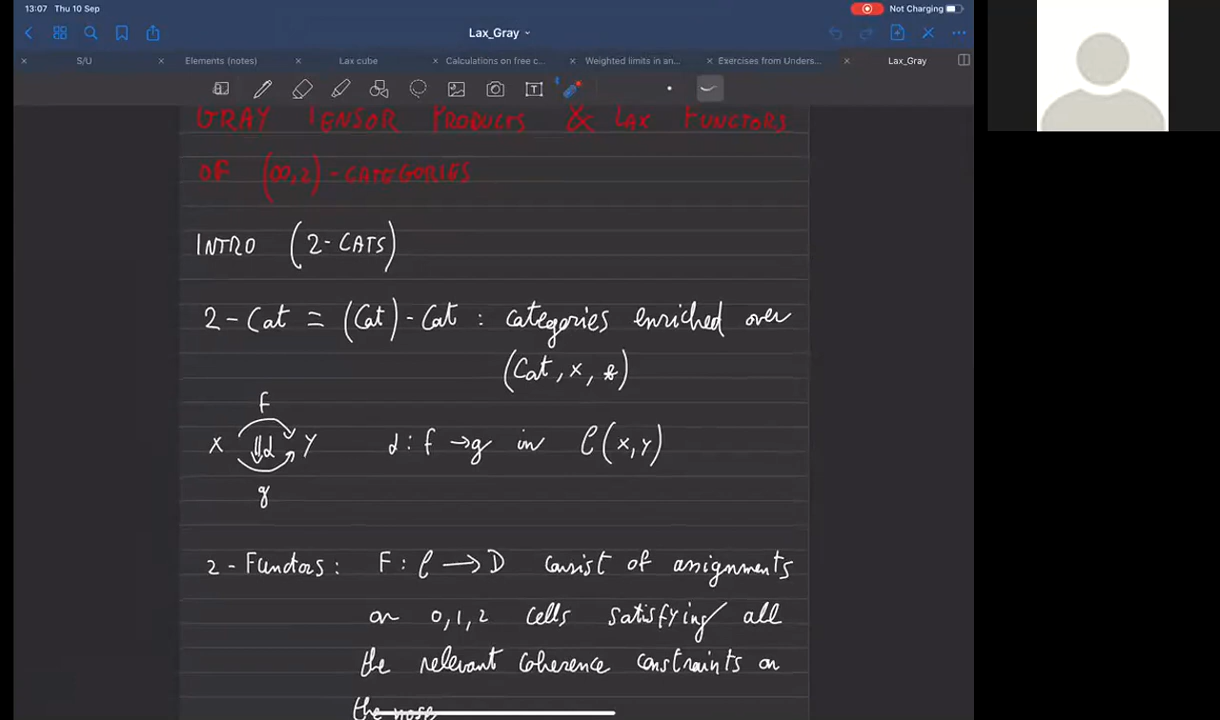 13:07 Thu 10 Sep
Not Charging
Lax_Gray
S/U
Elements (notes)
Lax cube
Calculations on free c...
Weighted limits in an...
Exercises from Unders...
Lax_Gray
GRAY TENSOR PRODUCTS & LAX FUNCTORS
OF (∞,2)-CATEGORIES
INTRO (2-CATS)
2-Cat = (Cat)-Cat : categories enriched over
(Cat, x, *)
f
x ⇓α y α : f → g in C(x,y)
g
2-Functors : F : C → D consist of assignments
on 0,1,2 cells satisfying all
the relevant coherence constraints on
the nose